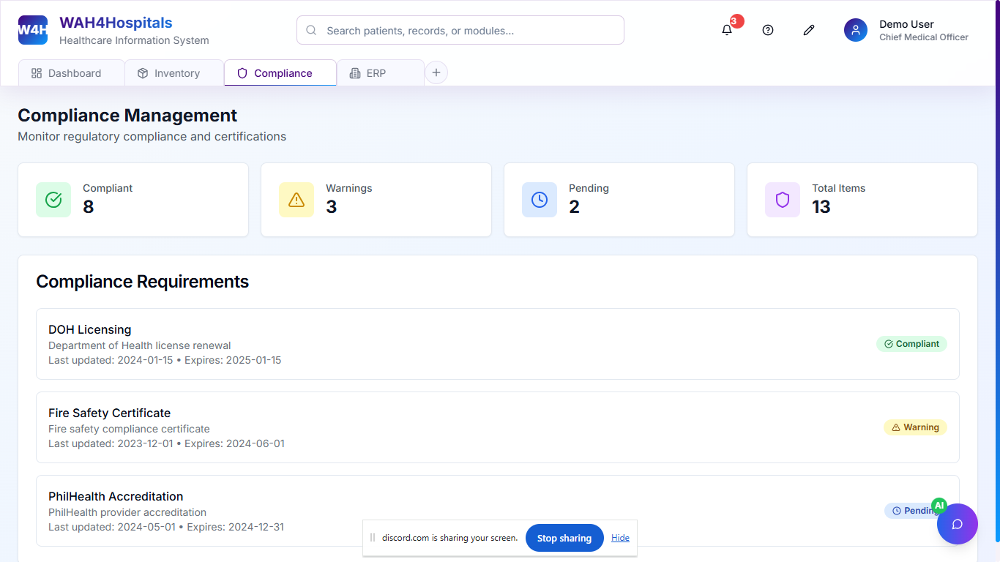 W4H
WAH4Hospitals
Healthcare Information System
Search patients, records, or modules...
3
Demo User
Chief Medical Officer
Dashboard
Inventory
Compliance
ERP
Compliance Management
Monitor regulatory compliance and certifications
Compliant
8
Warnings
3
Pending
2
Total Items
13
Compliance Requirements
DOH Licensing
Department of Health license renewal
Last updated: 2024-01-15 • Expires: 2025-01-15
Compliant
Fire Safety Certificate
Fire safety compliance certificate
Last updated: 2023-12-01 • Expires: 2024-06-01
Warning
PhilHealth Accreditation
PhilHealth provider accreditation
Last updated: 2024-05-01 • Expires: 2024-12-31
Pending
AI
discord.com is sharing your screen.
Stop sharing
Hide